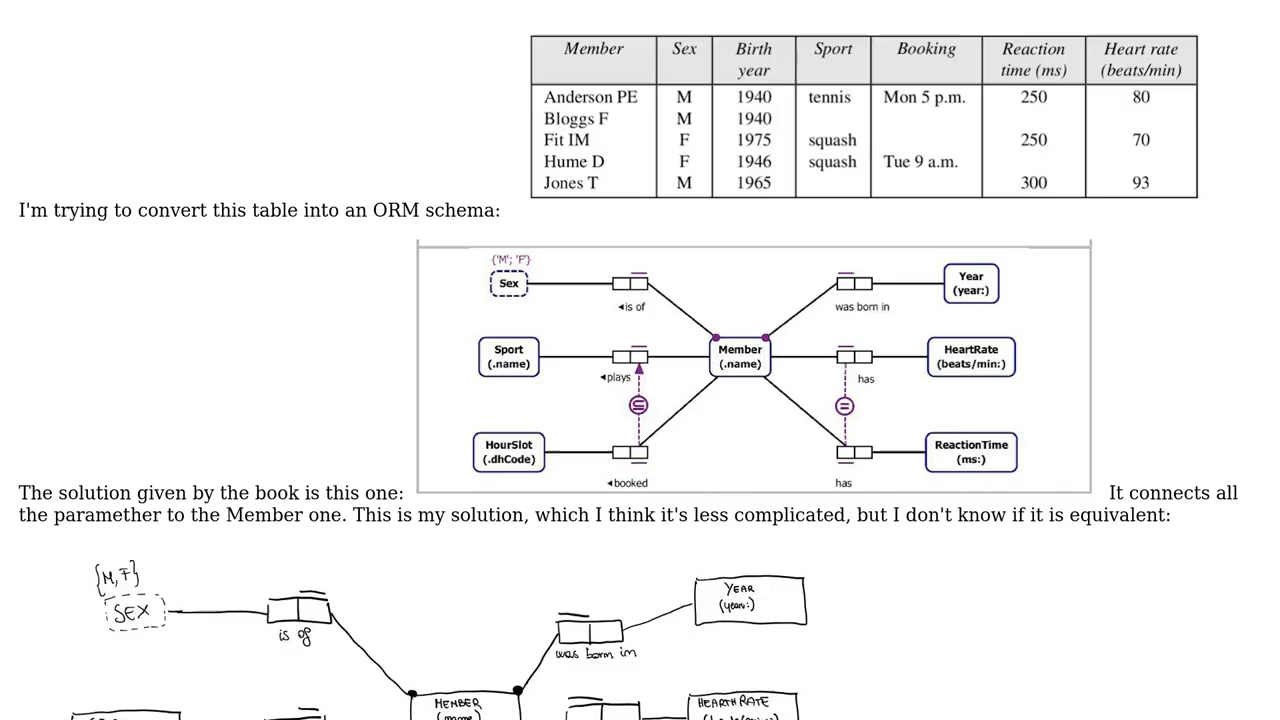 Member Sex Birth year Sport Booking Reaction time (ms) Heart rate (beats/min)
Anderson PE M 1940 tennis Mon 5 p.m. 250 80
Bloggs F M 1940
Fit IM F 1975 squash 250 70
Hume D F 1946 squash Tue 9 a.m.
Jones T M 1965 300 93
I'm trying to convert this table into an ORM schema:
{'M'; 'F'}
Sex
◄is of
was born in
Year
(year:)
Sport
(.name)
◄plays
Member
(.name)
has
HeartRate
(beats/min:)
HourSlot
(.dhCode)
◄booked
has
ReactionTime
(ms:)
The solution given by the book is this one: It connects all
the paramether to the Member one. This is my solution, which I think it's less complicated, but I don't know if it is equivalent:
{M,F}
SEX
is of
was born in
YEAR
(year:)
MEMBER
HEARTH RATE